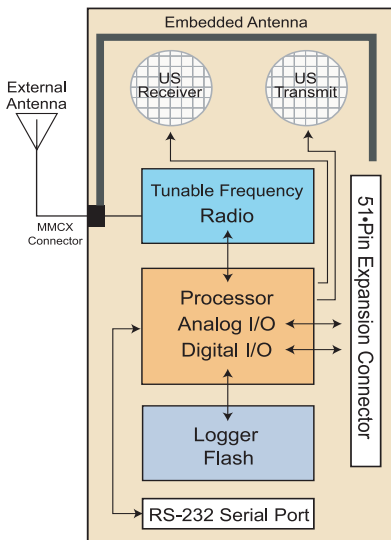 Embedded Antenna
External
Antenna
US
Receiver
US
Transmit
Tunable Frequency
Radio
MMCX
Connector
51•Pin Expansion Connector
Processor
Analog I/O
Digital I/O
Logger
Flash
RS-232 Serial Port